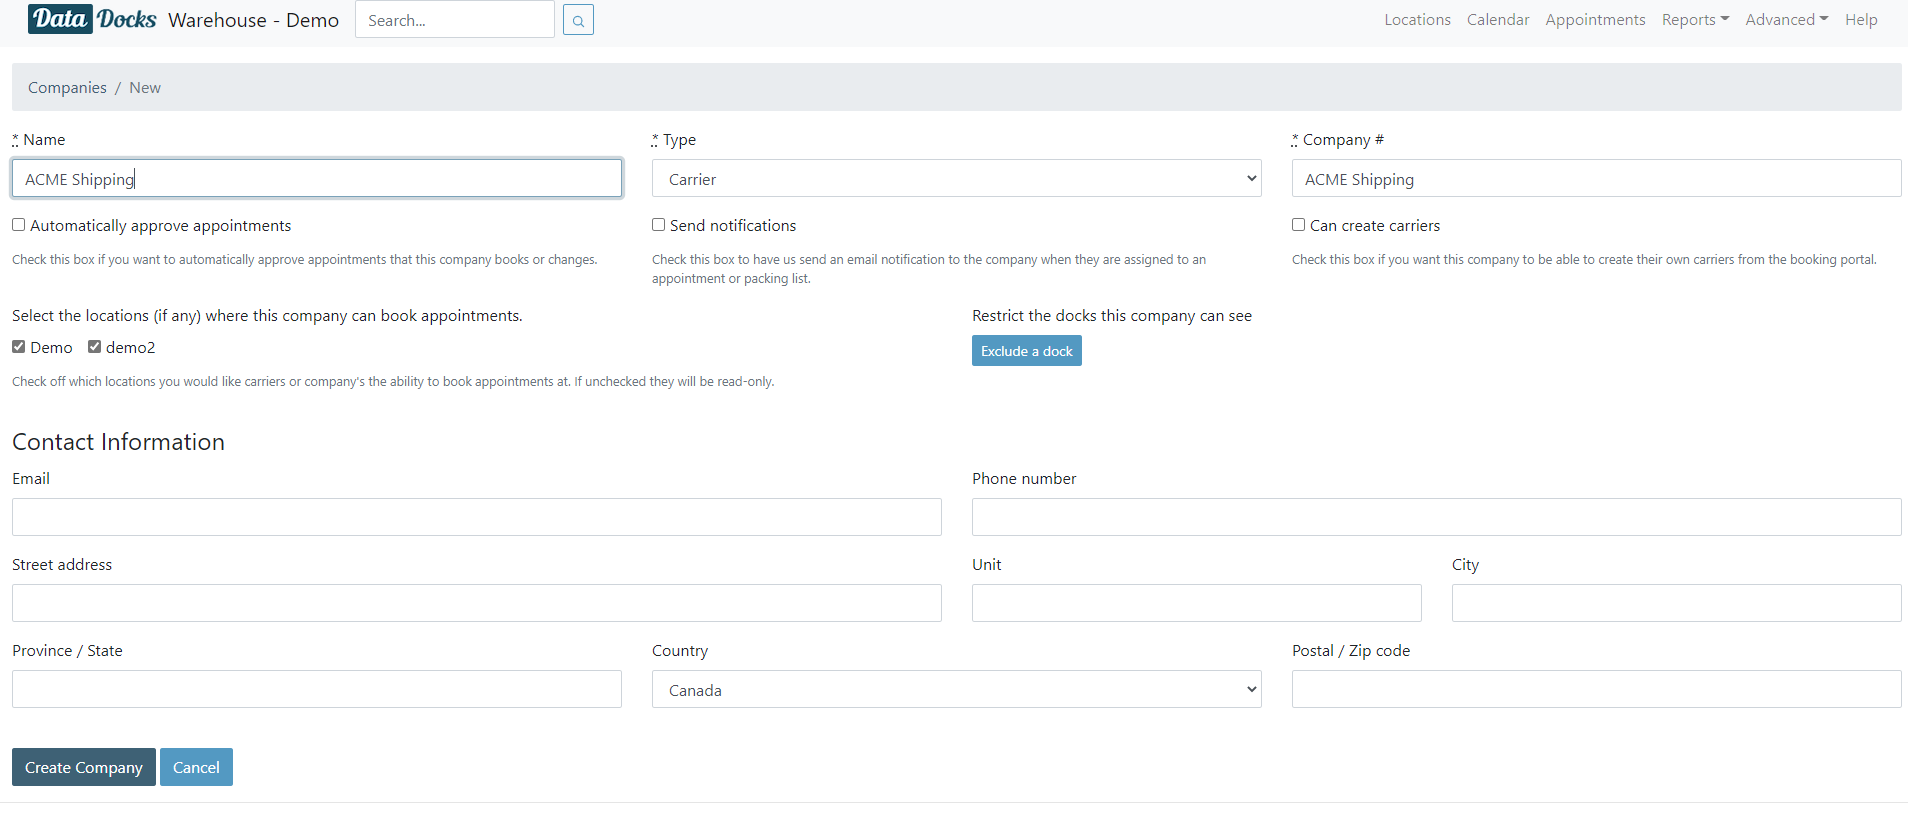 Data Docks Warehouse - Demo Search... Locations Calendar Appointments Reports Advanced Help
Companies / New
* Name * Type * Company #
ACME Shipping Carrier ACME Shipping
Automatically approve appointments Send notifications Can create carriers
Check this box if you want to automatically approve appointments that this company books or changes. Check this box to have us send an email notification to the company when they are assigned to an Check this box if you want this company to be able to create their own carriers from the booking portal.
appointment or packing list.
Select the locations (if any) where this company can book appointments. Restrict the docks this company can see
Demo demo2 Exclude a dock
Check off which locations you would like carriers or company's the ability to book appointments at. If unchecked they will be read-only.
Contact Information
Email Phone number
Street address Unit City
Province / State Country Postal / Zip code
Canada
Create Company Cancel